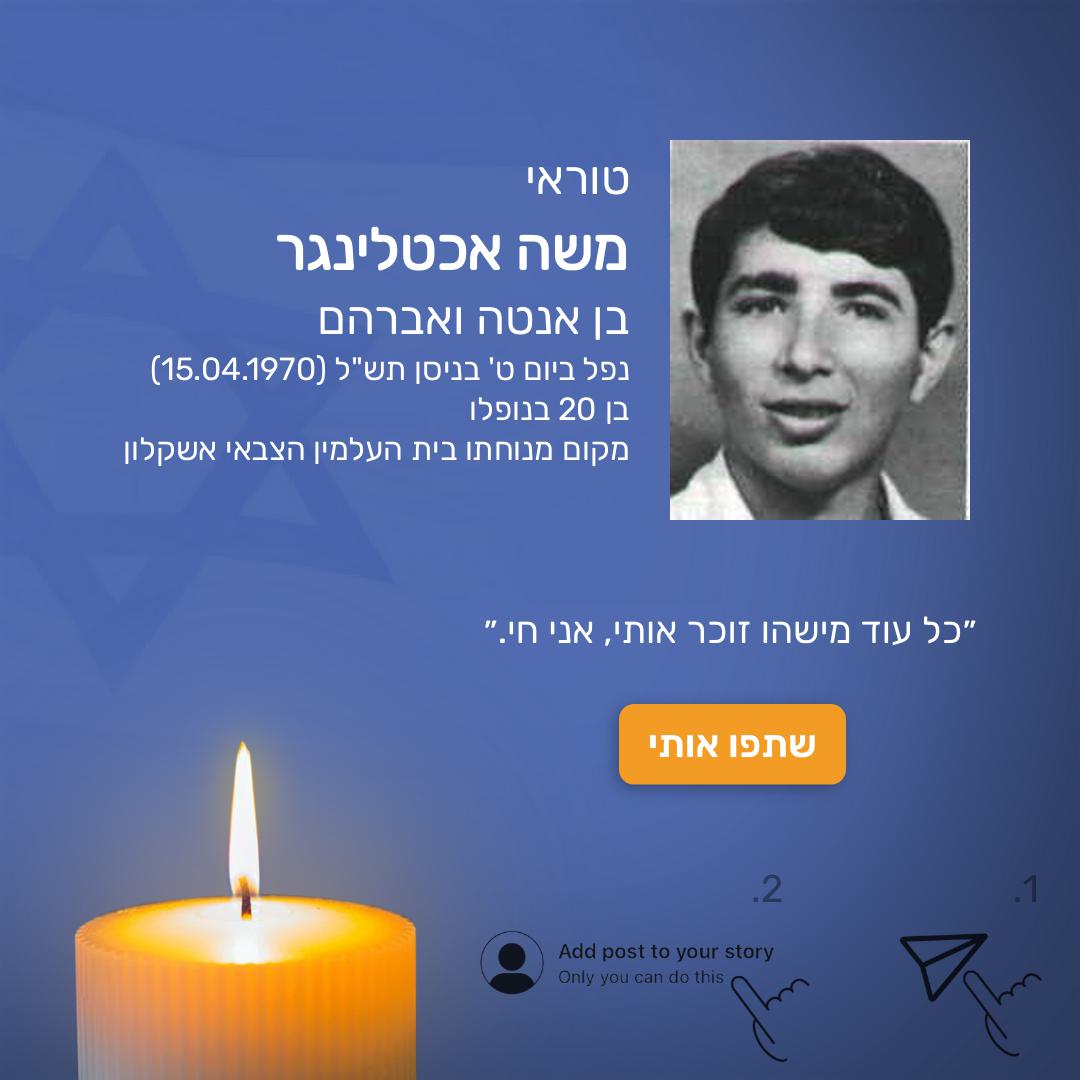 טוראי
משה אכטלינגר
בן אנטה ואברהם
נפל ביום ט' בניסן תש"ל (15.04.1970)
בן 20 בנופלו
מקום מנוחתו בית העלמין הצבאי אשקלון
״כל עוד מישהו זוכר אותי, אני חי.״
שתפו אותי
.1
.2
Add post to your story
Only you can do this